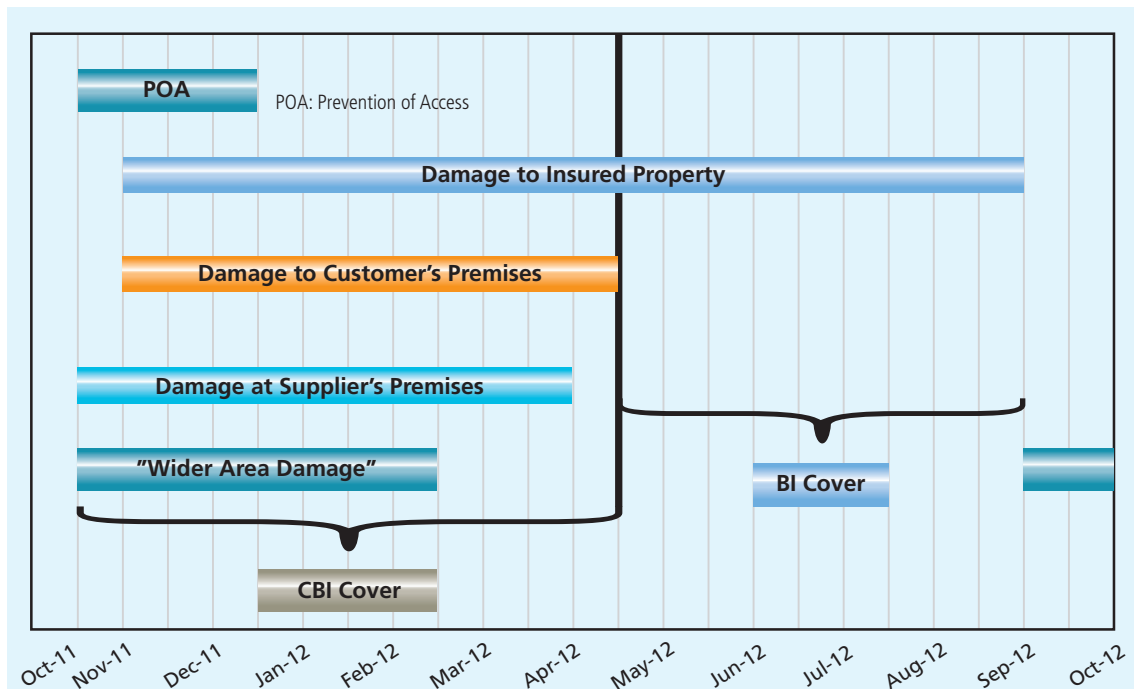 POA
POA: Prevention of Access
Damage to Insured Property
Damage to Customer’s Premises
Damage at Supplier’s Premises
”Wider Area Damage”
BI Cover
CBI Cover
Oct-11 Nov-11 Dec-11 Jan-12 Feb-12 Mar-12 Apr-12 May-12 Jun-12 Jul-12 Aug-12 Sep-12 Oct-12